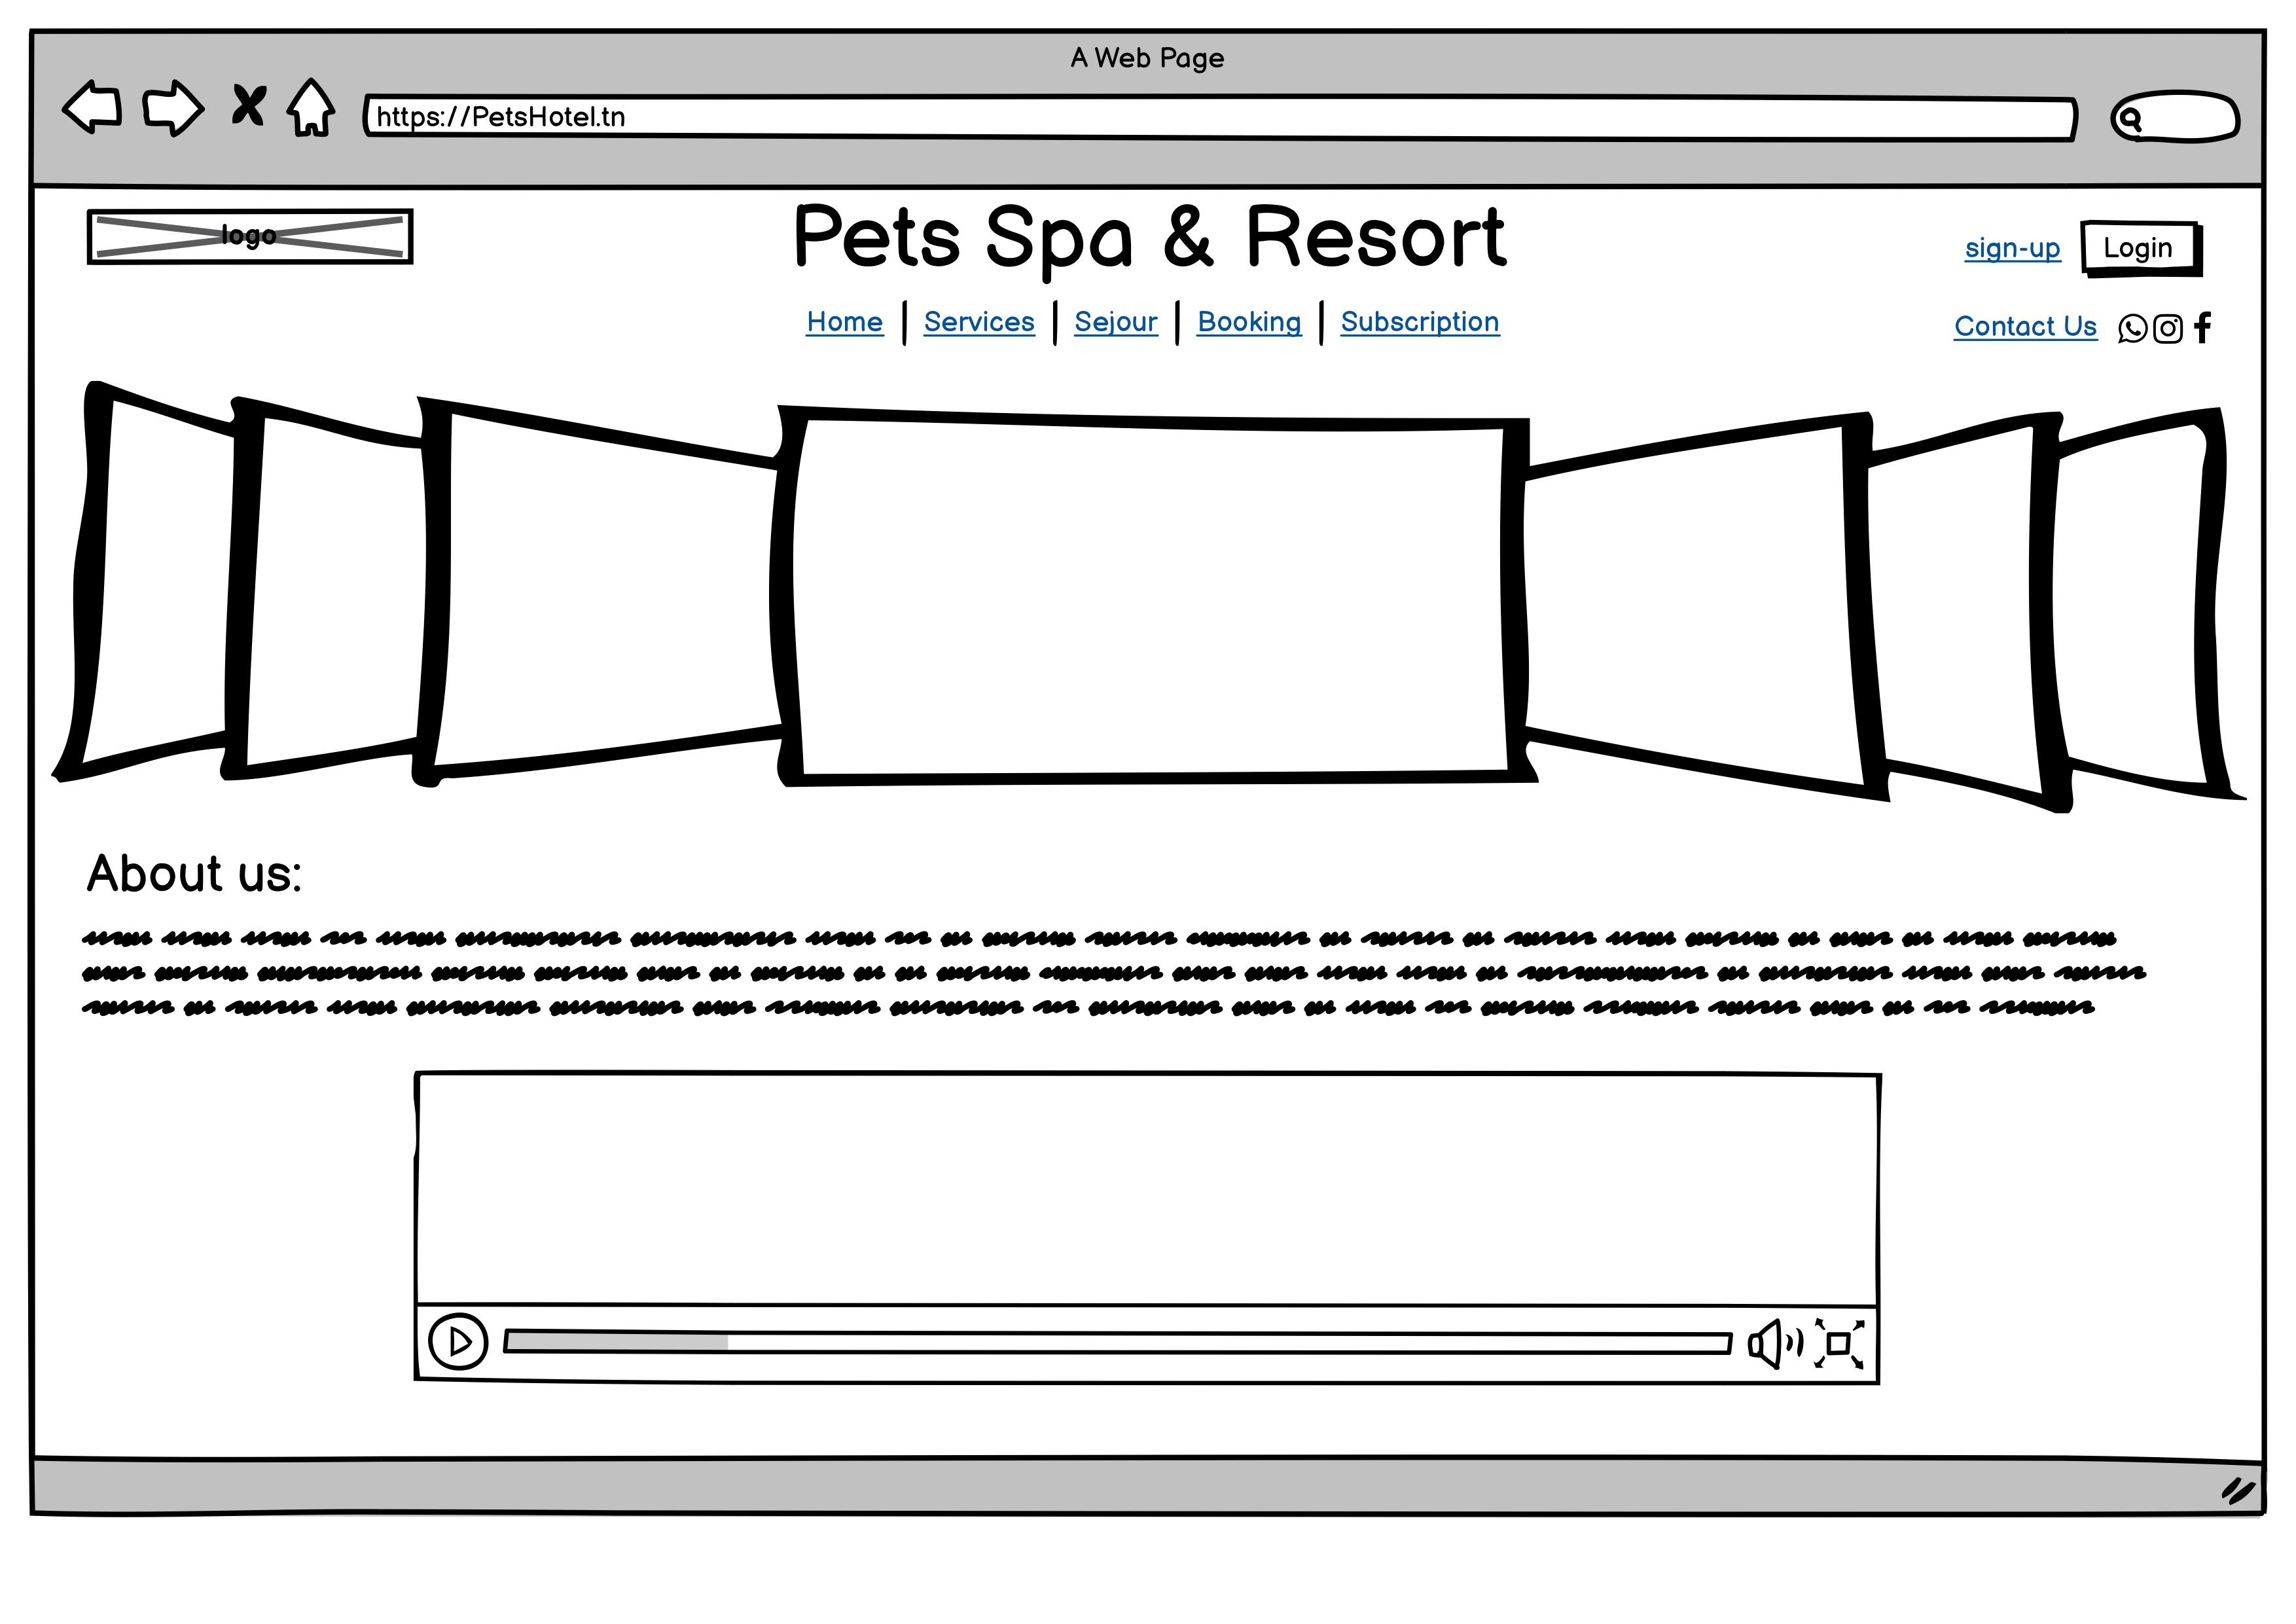 A Web Page
https://PetsHotel.tn
logo
Pets Spa & Resort
sign-up
Login
Home
Services
Sejour
Booking
Subscription
Contact Us
About us: